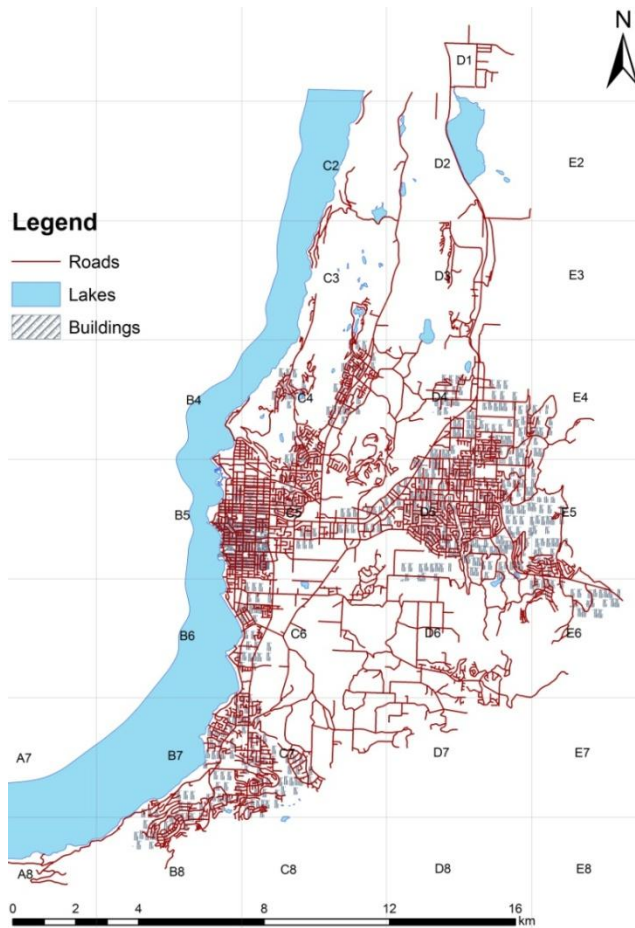 N
D1
C2 D2 E2
Legend
Roads
Lakes
Buildings
C3 D3 E3
B4 C4 D4 E4
B5 C5 D5 E5
B6 C6 D6 E6
A7 B7 C7 D7 E7
A8 B8 C8 D8 E8
0 2 4 8 12 16
km